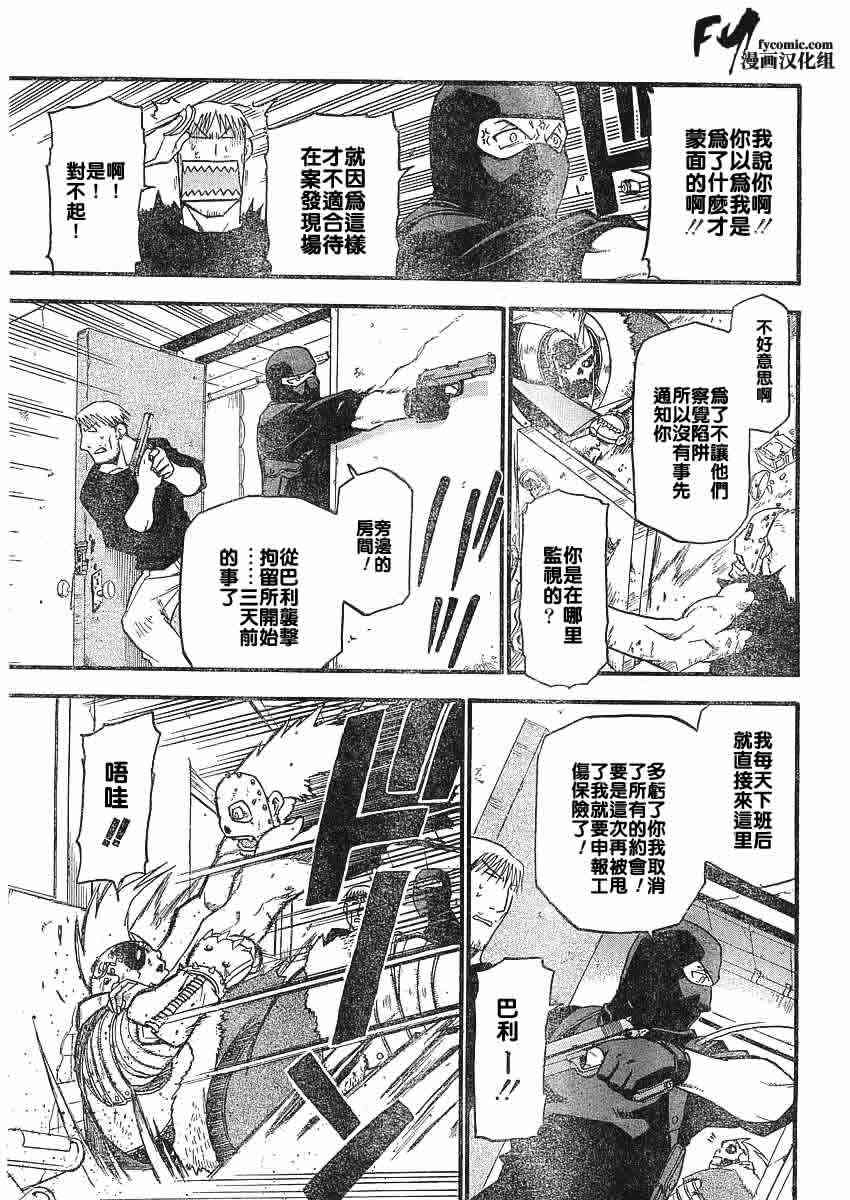 FY
fycomic.com
漫画汉化组
我說你啊!!
你以為我是
為了什麼才
蒙面的啊!!
就因為這樣
才不適合待
在案發現場
啊！
是！
對不起！
不好意思啊
為了不讓他們
察覺陷阱
所以沒有事先
通知你
你是在哪里
監視的？
旁邊的
房間！
從巴利襲擊
拘留所開始
……三天前
的事了
我每天下班后
就直接來這里
多虧了你我取消
了所有的約會！
要是這次再被甩
了我就要申報工
傷保險了！
巴利ー!!
唔哇!!!